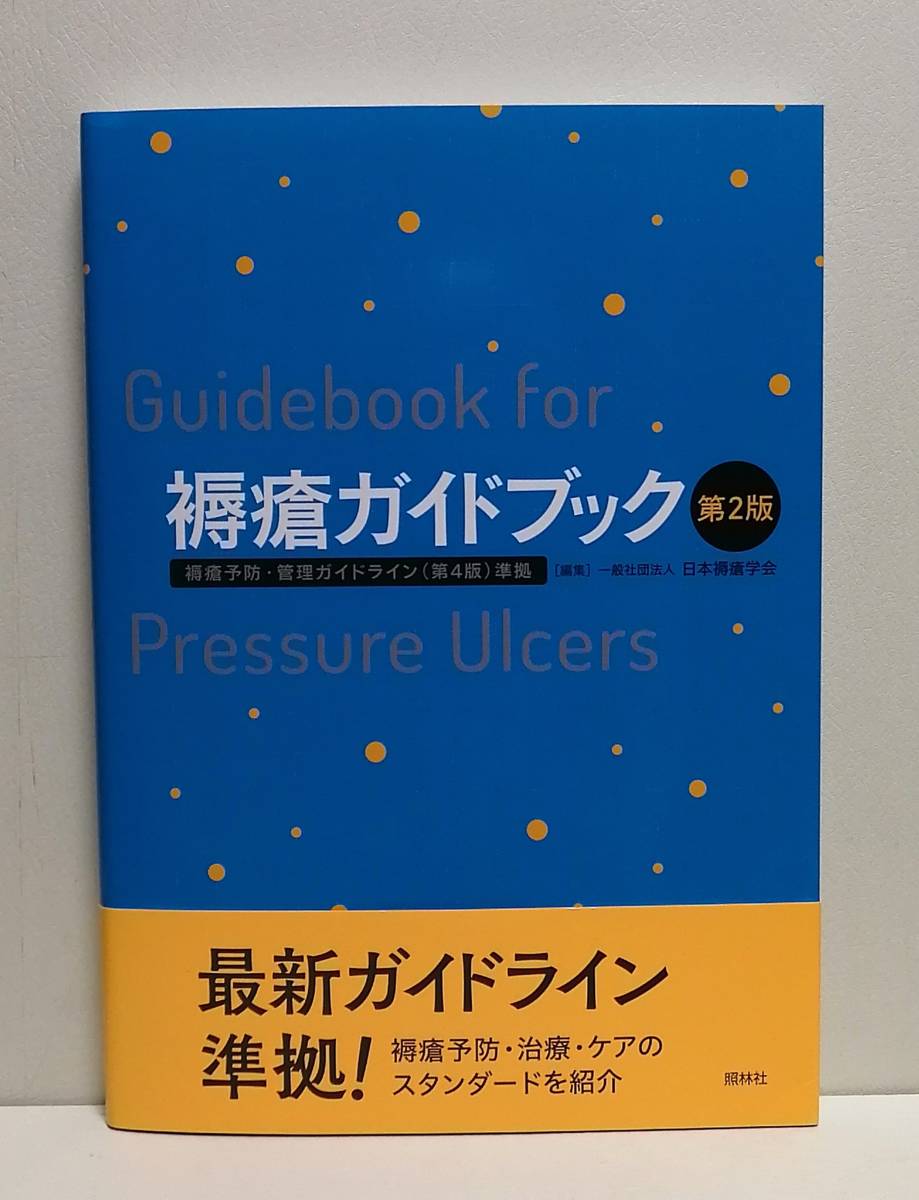 Guidebook for
褥瘡ガイドブック 第2版
褥瘡予防・管理ガイドライン(第4版)準拠 [編集] 一般社団法人 日本褥瘡学会
Pressure Ulcers
最新ガイドライン
準拠!
褥瘡予防・治療・ケアの
スタンダードを紹介
照林社